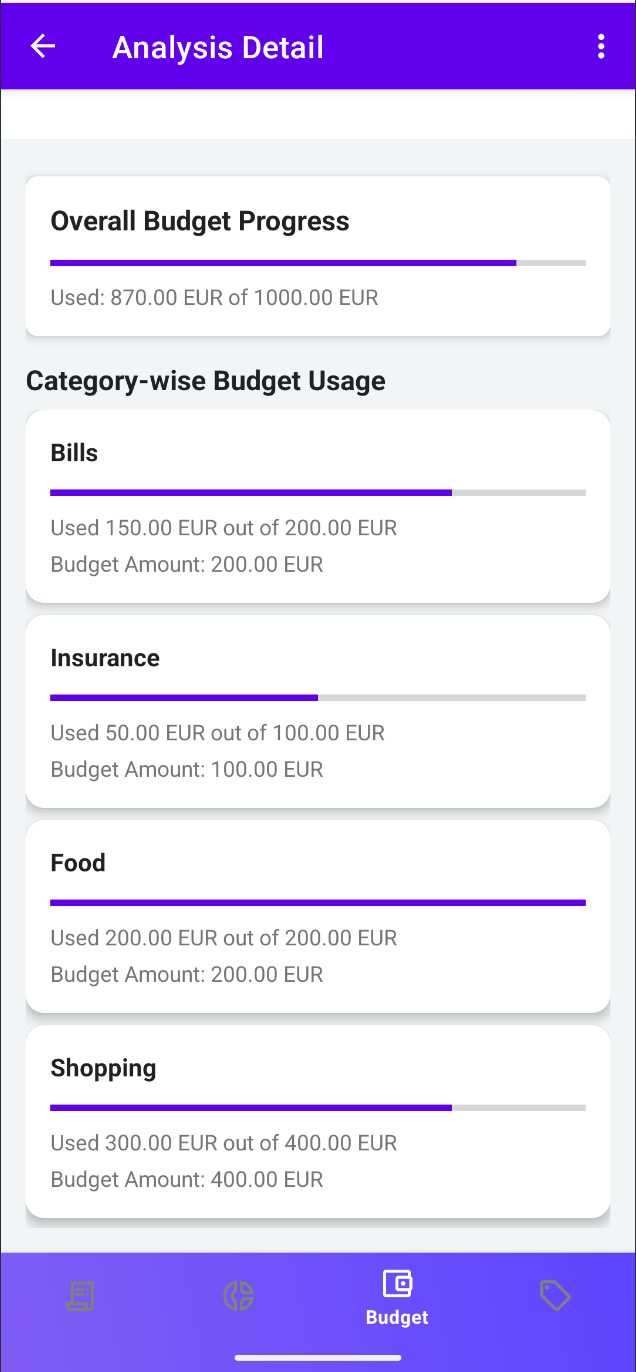 Analysis Detail
Overall Budget Progress
Used: 870.00 EUR of 1000.00 EUR
Category-wise Budget Usage
Bills
Used 150.00 EUR out of 200.00 EUR
Budget Amount: 200.00 EUR
Insurance
Used 50.00 EUR out of 100.00 EUR
Budget Amount: 100.00 EUR
Food
Used 200.00 EUR out of 200.00 EUR
Budget Amount: 200.00 EUR
Shopping
Used 300.00 EUR out of 400.00 EUR
Budget Amount: 400.00 EUR
Budget